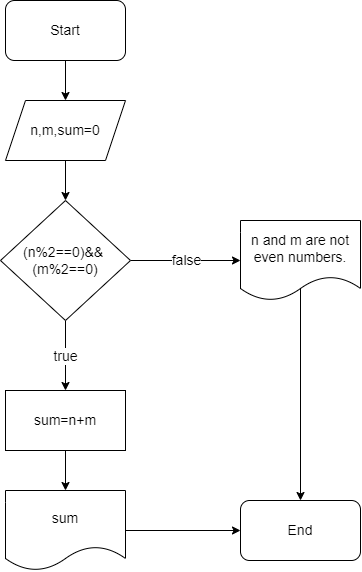 Start
n,m,sum=0
(n%2==0)&&
(m%2==0)
false
n and m are not
even numbers.
true
sum=n+m
sum
End